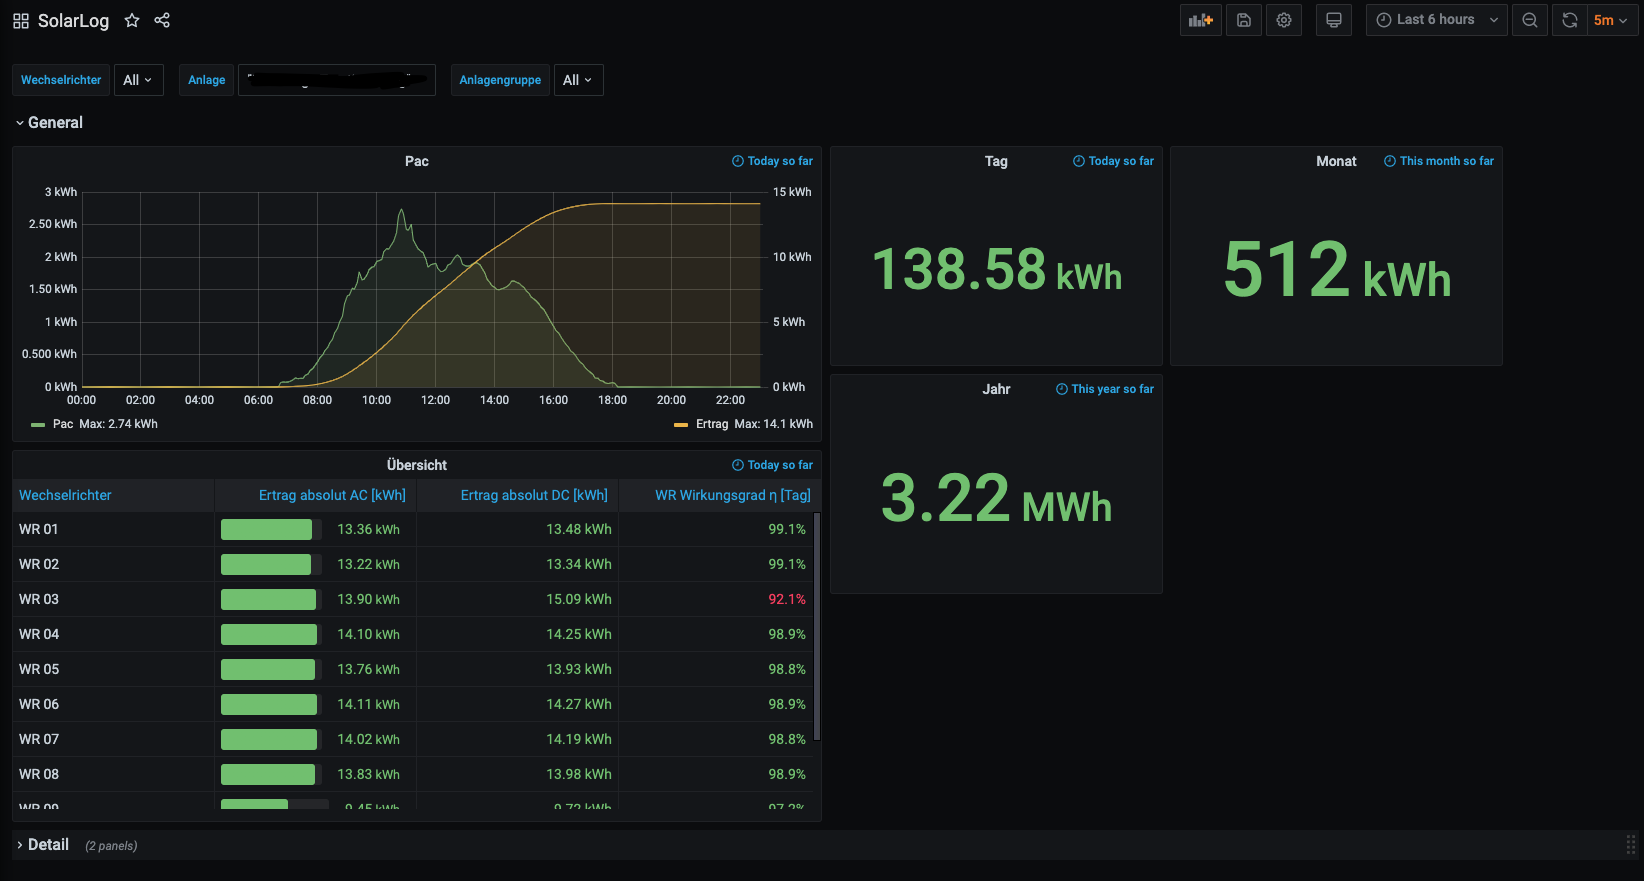 SolarLog
Last 6 hours
5m
Wechselrichter All Anlage Anlagengruppe All
General
Pac
Today so far
3 kWh
2.50 kWh
2 kWh
1.50 kWh
1 kWh
0.500 kWh
0 kWh
15 kWh
10 kWh
5 kWh
0 kWh
00:00 02:00 04:00 06:00 08:00 10:00 12:00 14:00 16:00 18:00 20:00 22:00
Pac Max: 2.74 kWh
Ertrag Max: 14.1 kWh
Tag
Today so far
138.58 kWh
Monat
This month so far
512 kWh
Jahr
This year so far
3.22 MWh
Übersicht
Today so far
Wechselrichter Ertrag absolut AC [kWh] Ertrag absolut DC [kWh] WR Wirkungsgrad η [Tag]
WR 01 13.36 kWh 13.48 kWh 99.1%
WR 02 13.22 kWh 13.34 kWh 99.1%
WR 03 13.90 kWh 15.09 kWh 92.1%
WR 04 14.10 kWh 14.25 kWh 98.9%
WR 05 13.76 kWh 13.93 kWh 98.8%
WR 06 14.11 kWh 14.27 kWh 98.9%
WR 07 14.02 kWh 14.19 kWh 98.8%
WR 08 13.83 kWh 13.98 kWh 98.9%
WR 09 9.45 kWh 9.72 kWh 97.2%
Detail (2 panels)